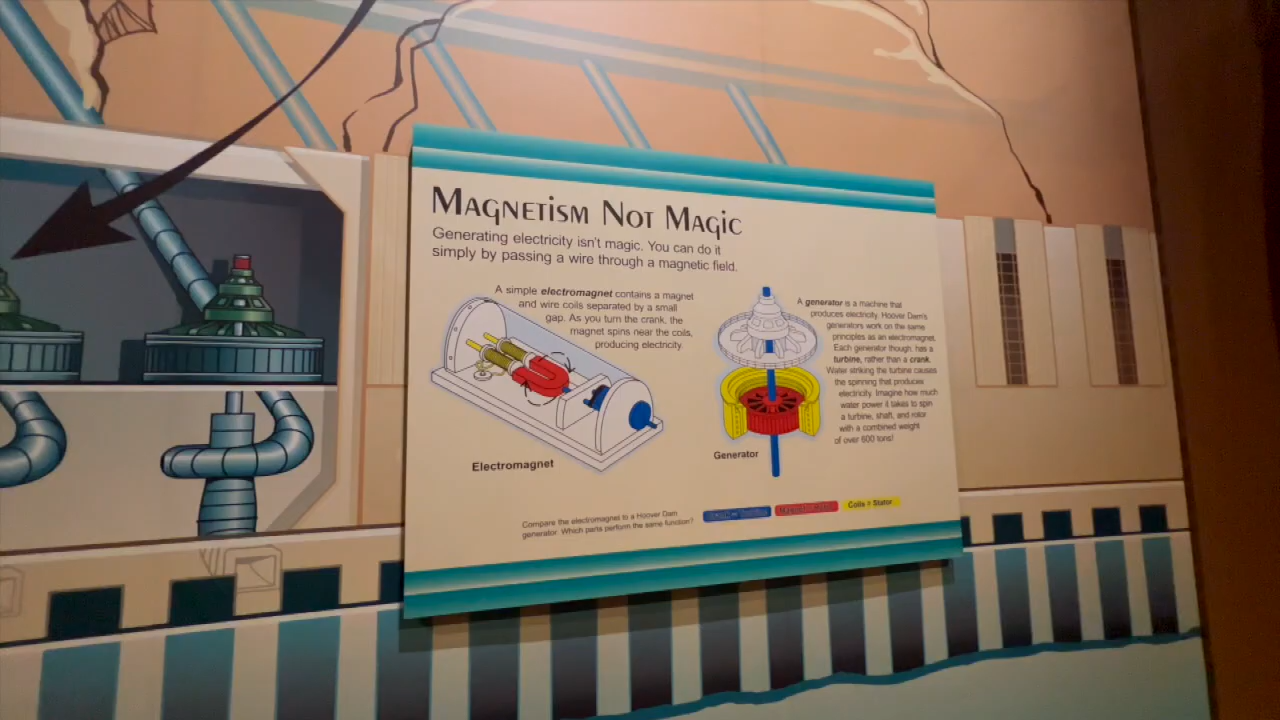 MAGNETISM NOT MAGIC
Generating electricity isn't magic. You can do it
simply by passing a wire through a magnetic field.
A simple electromagnet contains a magnet
and wire coils separated by a small
gap. As you turn the crank, the
magnet spins near the coils,
producing electricity.
Electromagnet
A generator is a machine that
produces electricity. Hoover Dam's
generators work on the same
principles as an electromagnet.
Each generator though, has a
turbine, rather than a crank.
Water striking the turbine causes
the spinning that produces
electricity. Imagine how much
water power it takes to spin
a turbine, shaft, and rotor
with a combined weight
of over 600 tons!
Generator
Compare the electromagnet to a Hoover Dam
generator. Which parts perform the same function?
Coils = Stator